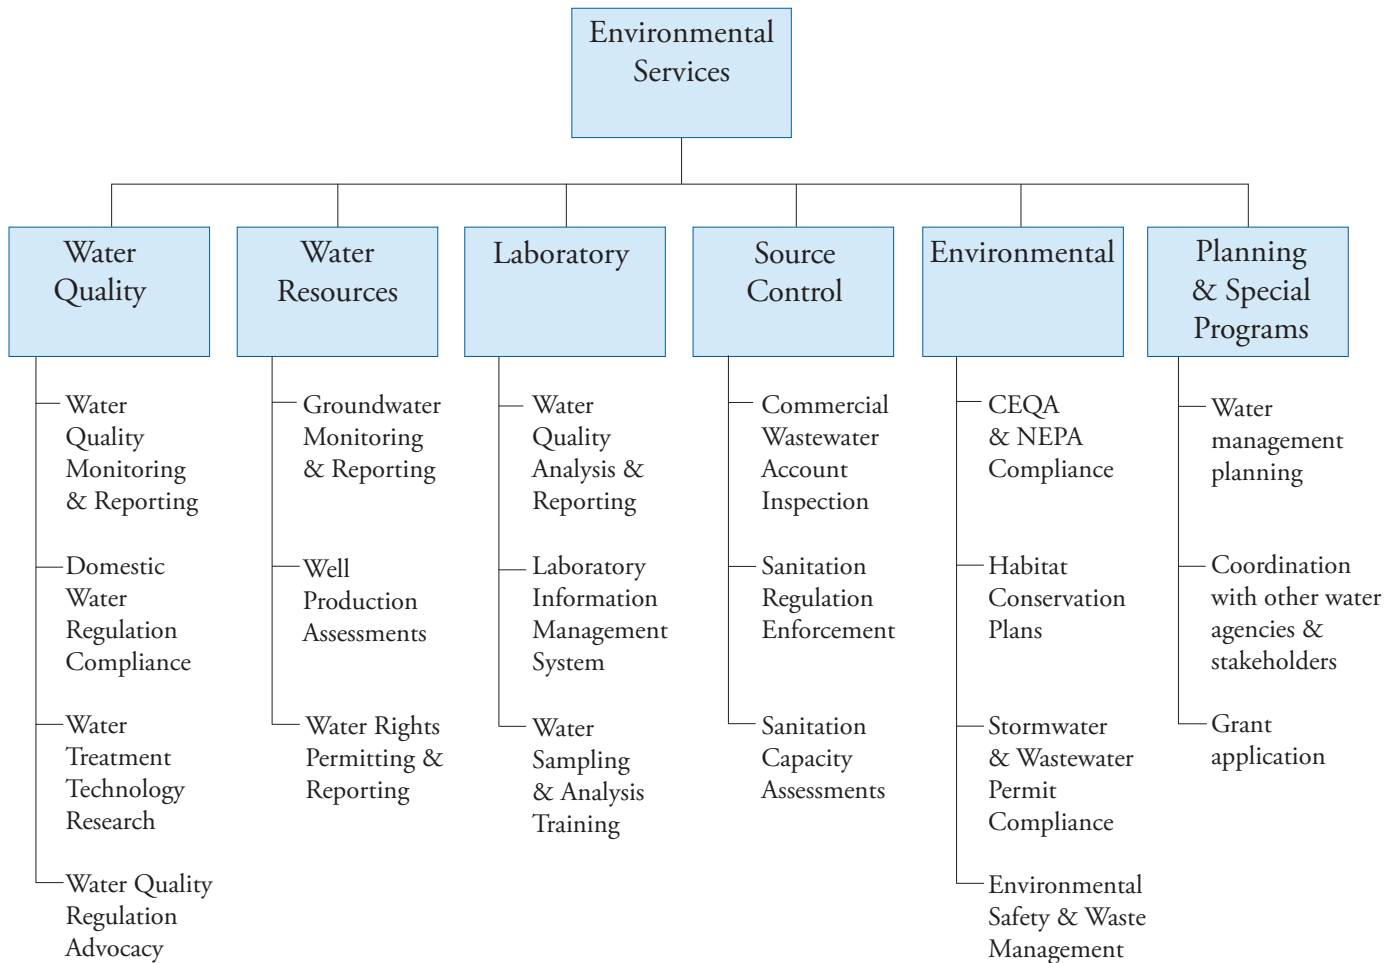 Environmental
Services
Water
Quality
Water
Resources
Laboratory
Source
Control
Environmental
Planning
& Special
Programs
Water
Quality
Monitoring
& Reporting
Domestic
Water
Regulation
Compliance
Water
Treatment
Technology
Research
Water Quality
Regulation
Advocacy
Groundwater
Monitoring
& Reporting
Well
Production
Assessments
Water Rights
Permitting &
Reporting
Water
Quality
Analysis &
Reporting
Laboratory
Information
Management
System
Water
Sampling
& Analysis
Training
Commercial
Wastewater
Account
Inspection
Sanitation
Regulation
Enforcement
Sanitation
Capacity
Assessments
CEQA
& NEPA
Compliance
Habitat
Conservation
Plans
Stormwater
& Wastewater
Permit
Compliance
Environmental
Safety & Waste
Management
Water
management
planning
Coordination
with other water
agencies &
stakeholders
Grant
application